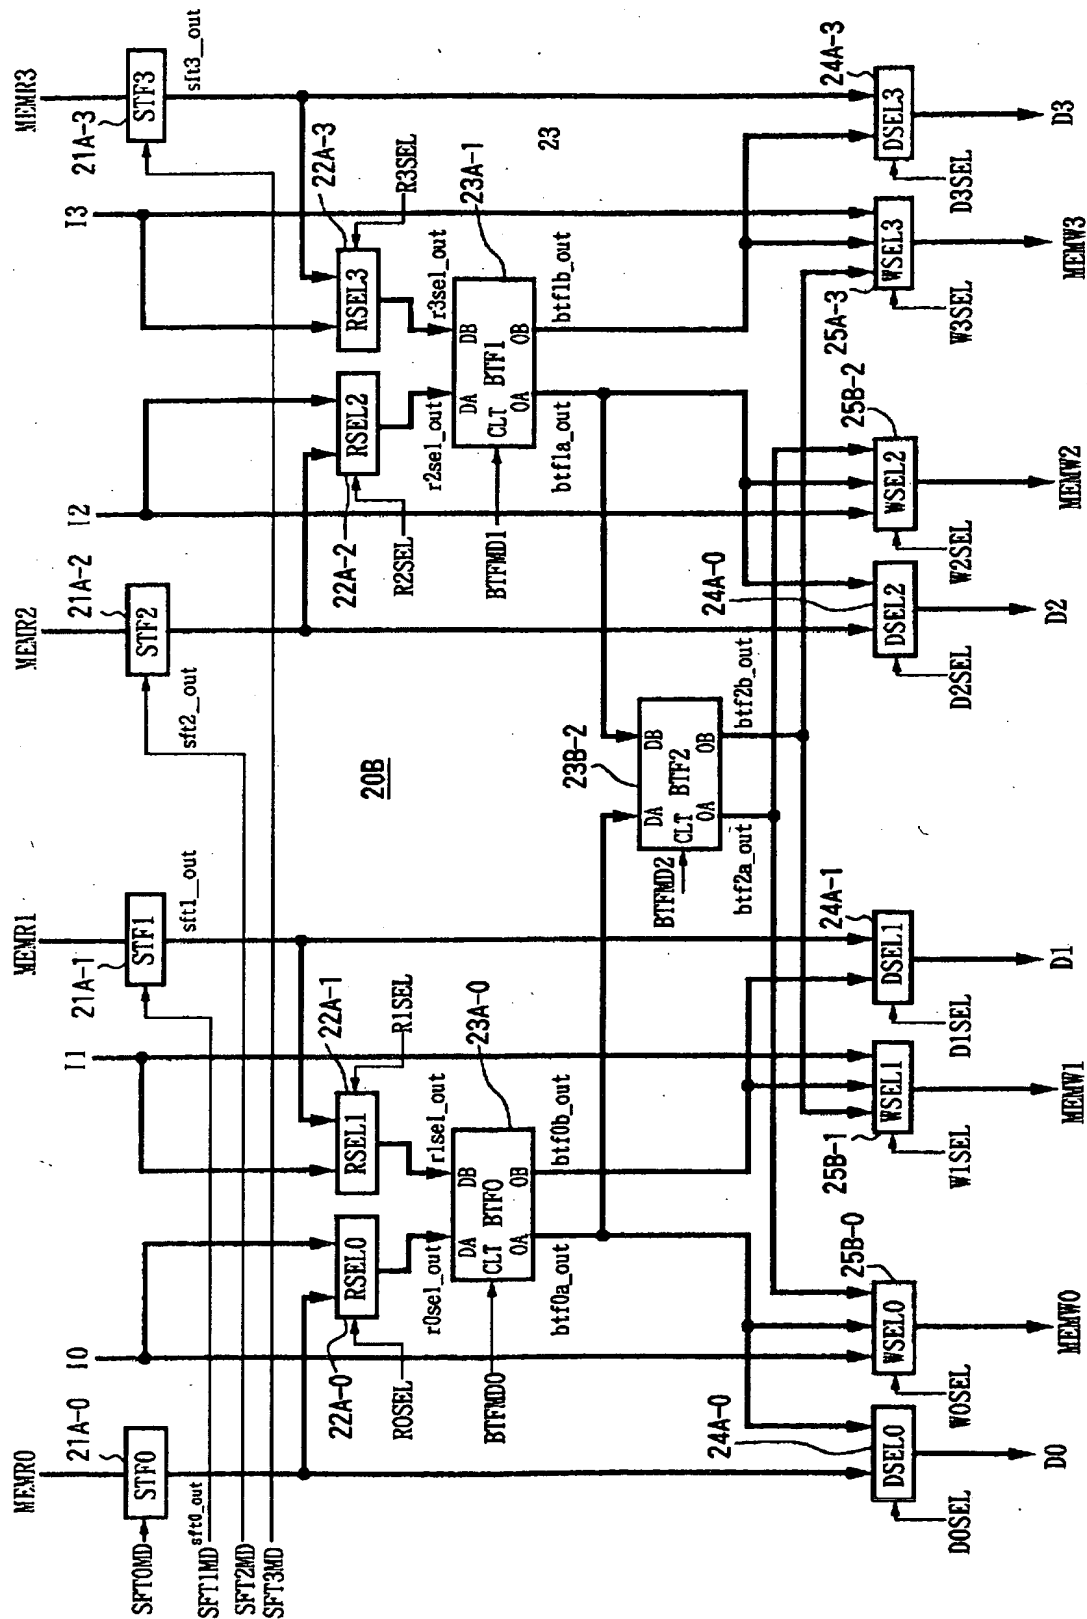 MEMR0
I0
I1
MEMR1
MEMR2
I2
I3
MEMR3
21A-0
21A-1
21A-2
21A-3
SFT0MD
STF0
STF1
STF2
STF3
sft0_out
sft1_out
sft2_out
sft3_out
SFT1MD
SFT2MD
SFT3MD
22A-0
22A-1
22A-2
22A-3
RSEL0
RSEL1
RSEL2
RSEL3
R0SEL
R1SEL
R2SEL
R3SEL
20B
r0sel_out
r1sel_out
r2sel_out
r3sel_out
23A-0
23A-1
DA
DB
CLT
BTF0
OA
OB
BTFMD0
DA
DB
CLT
BTF1
OA
OB
BTFMD1
btf0a_out
btf0b_out
btf1a_out
btf1b_out
23
23B-2
DA
DB
CLT
BTF2
OA
OB
BTFMD2
btf2a_out
btf2b_out
24A-0
25B-0
25B-1
24A-1
24A-0
25B-2
25A-3
24A-3
DSEL0
WSEL0
WSEL1
DSEL1
DSEL2
WSEL2
WSEL3
DSEL3
D0SEL
W0SEL
W1SEL
D1SEL
D2SEL
W2SEL
W3SEL
D3SEL
D0
MEMW0
MEMW1
D1
D2
MEMW2
MEMW3
D3